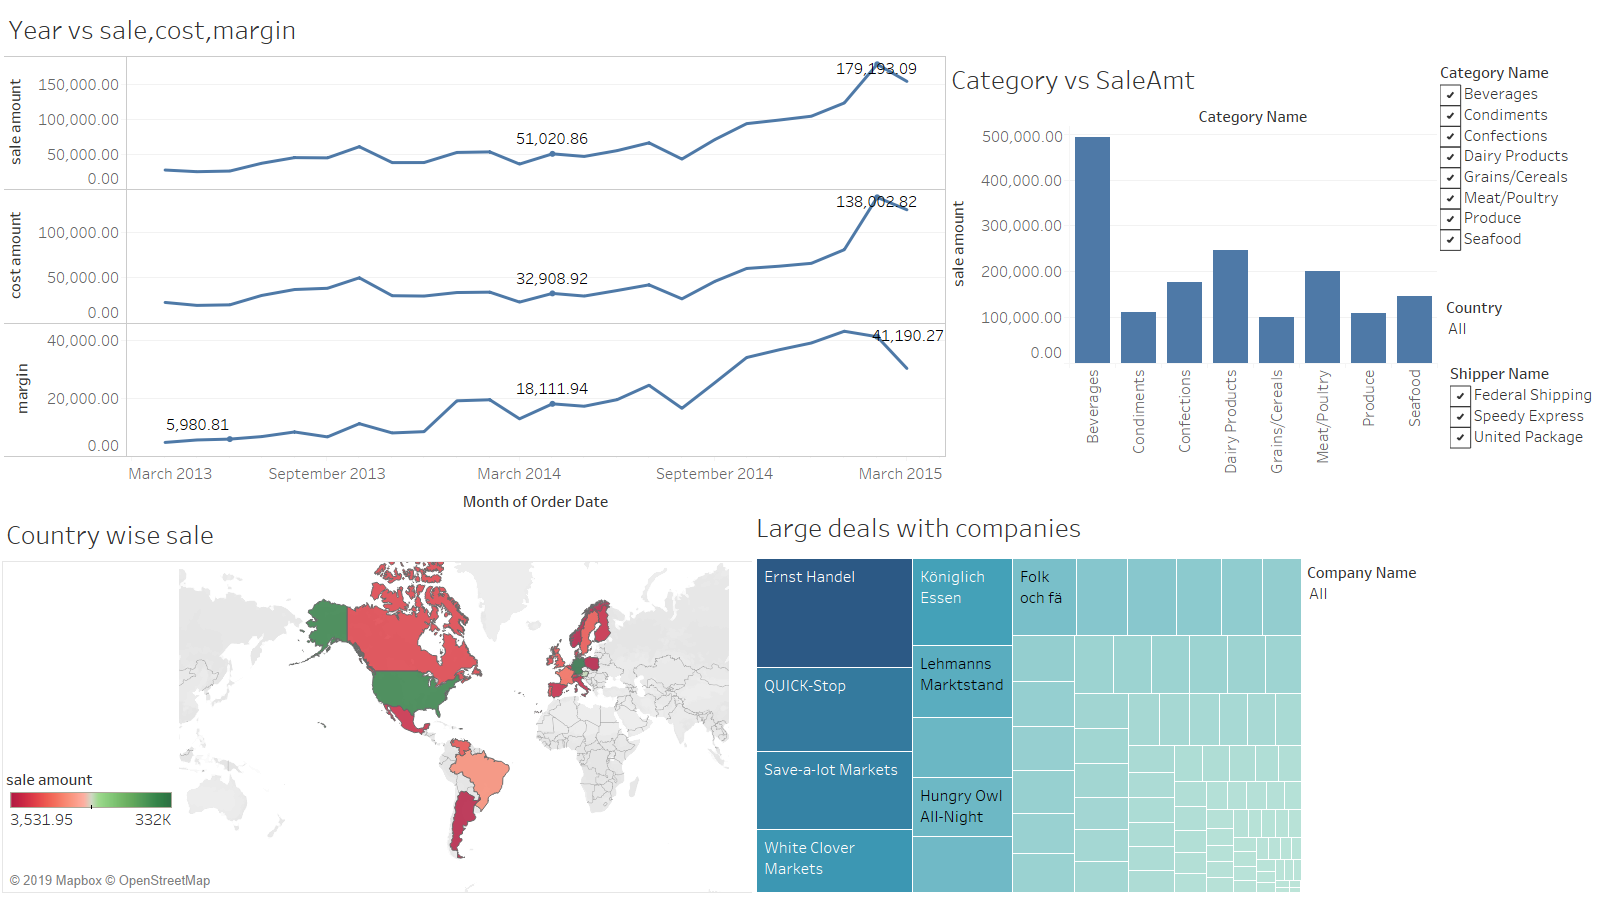 Year vs sale,cost,margin
sale amount
150,000.00
100,000.00
50,000.00
0.00
179,193.09
51,020.86
cost amount
100,000.00
50,000.00
0.00
138,002.82
32,908.92
margin
40,000.00
20,000.00
0.00
41,190.27
18,111.94
5,980.81
March 2013
September 2013
March 2014
September 2014
March 2015
Month of Order Date
Category vs SaleAmt
Category Name
sale amount
500,000.00
400,000.00
300,000.00
200,000.00
100,000.00
0.00
Beverages
Condiments
Confections
Dairy Products
Grains/Cereals
Meat/Poultry
Produce
Seafood
Category Name
Beverages
Condiments
Confections
Dairy Products
Grains/Cereals
Meat/Poultry
Produce
Seafood
Country
All
Shipper Name
Federal Shipping
Speedy Express
United Package
Country wise sale
sale amount
3,531.95
332K
© 2019 Mapbox © OpenStreetMap
Large deals with companies
Ernst Handel
QUICK-Stop
Save-a-lot Markets
White Clover
Markets
Königlich
Essen
Lehmanns
Marktstand
Hungry Owl
All-Night
Folk
och fä
Company Name
All